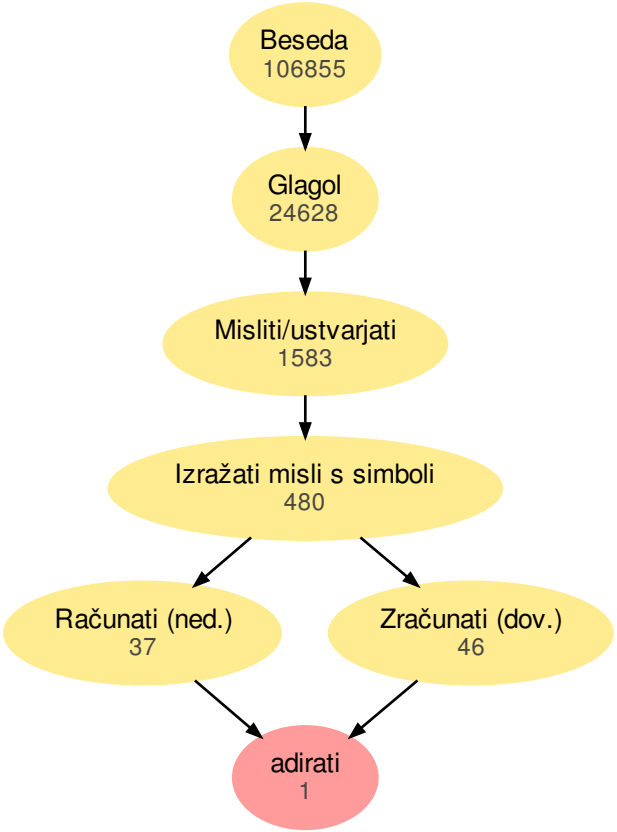 Beseda
106855
Glagol
24628
Misliti/ustvarjati
1583
Izražati misli s simboli
480
Računati (ned.)
37
Zračunati (dov.)
46
adirati
1